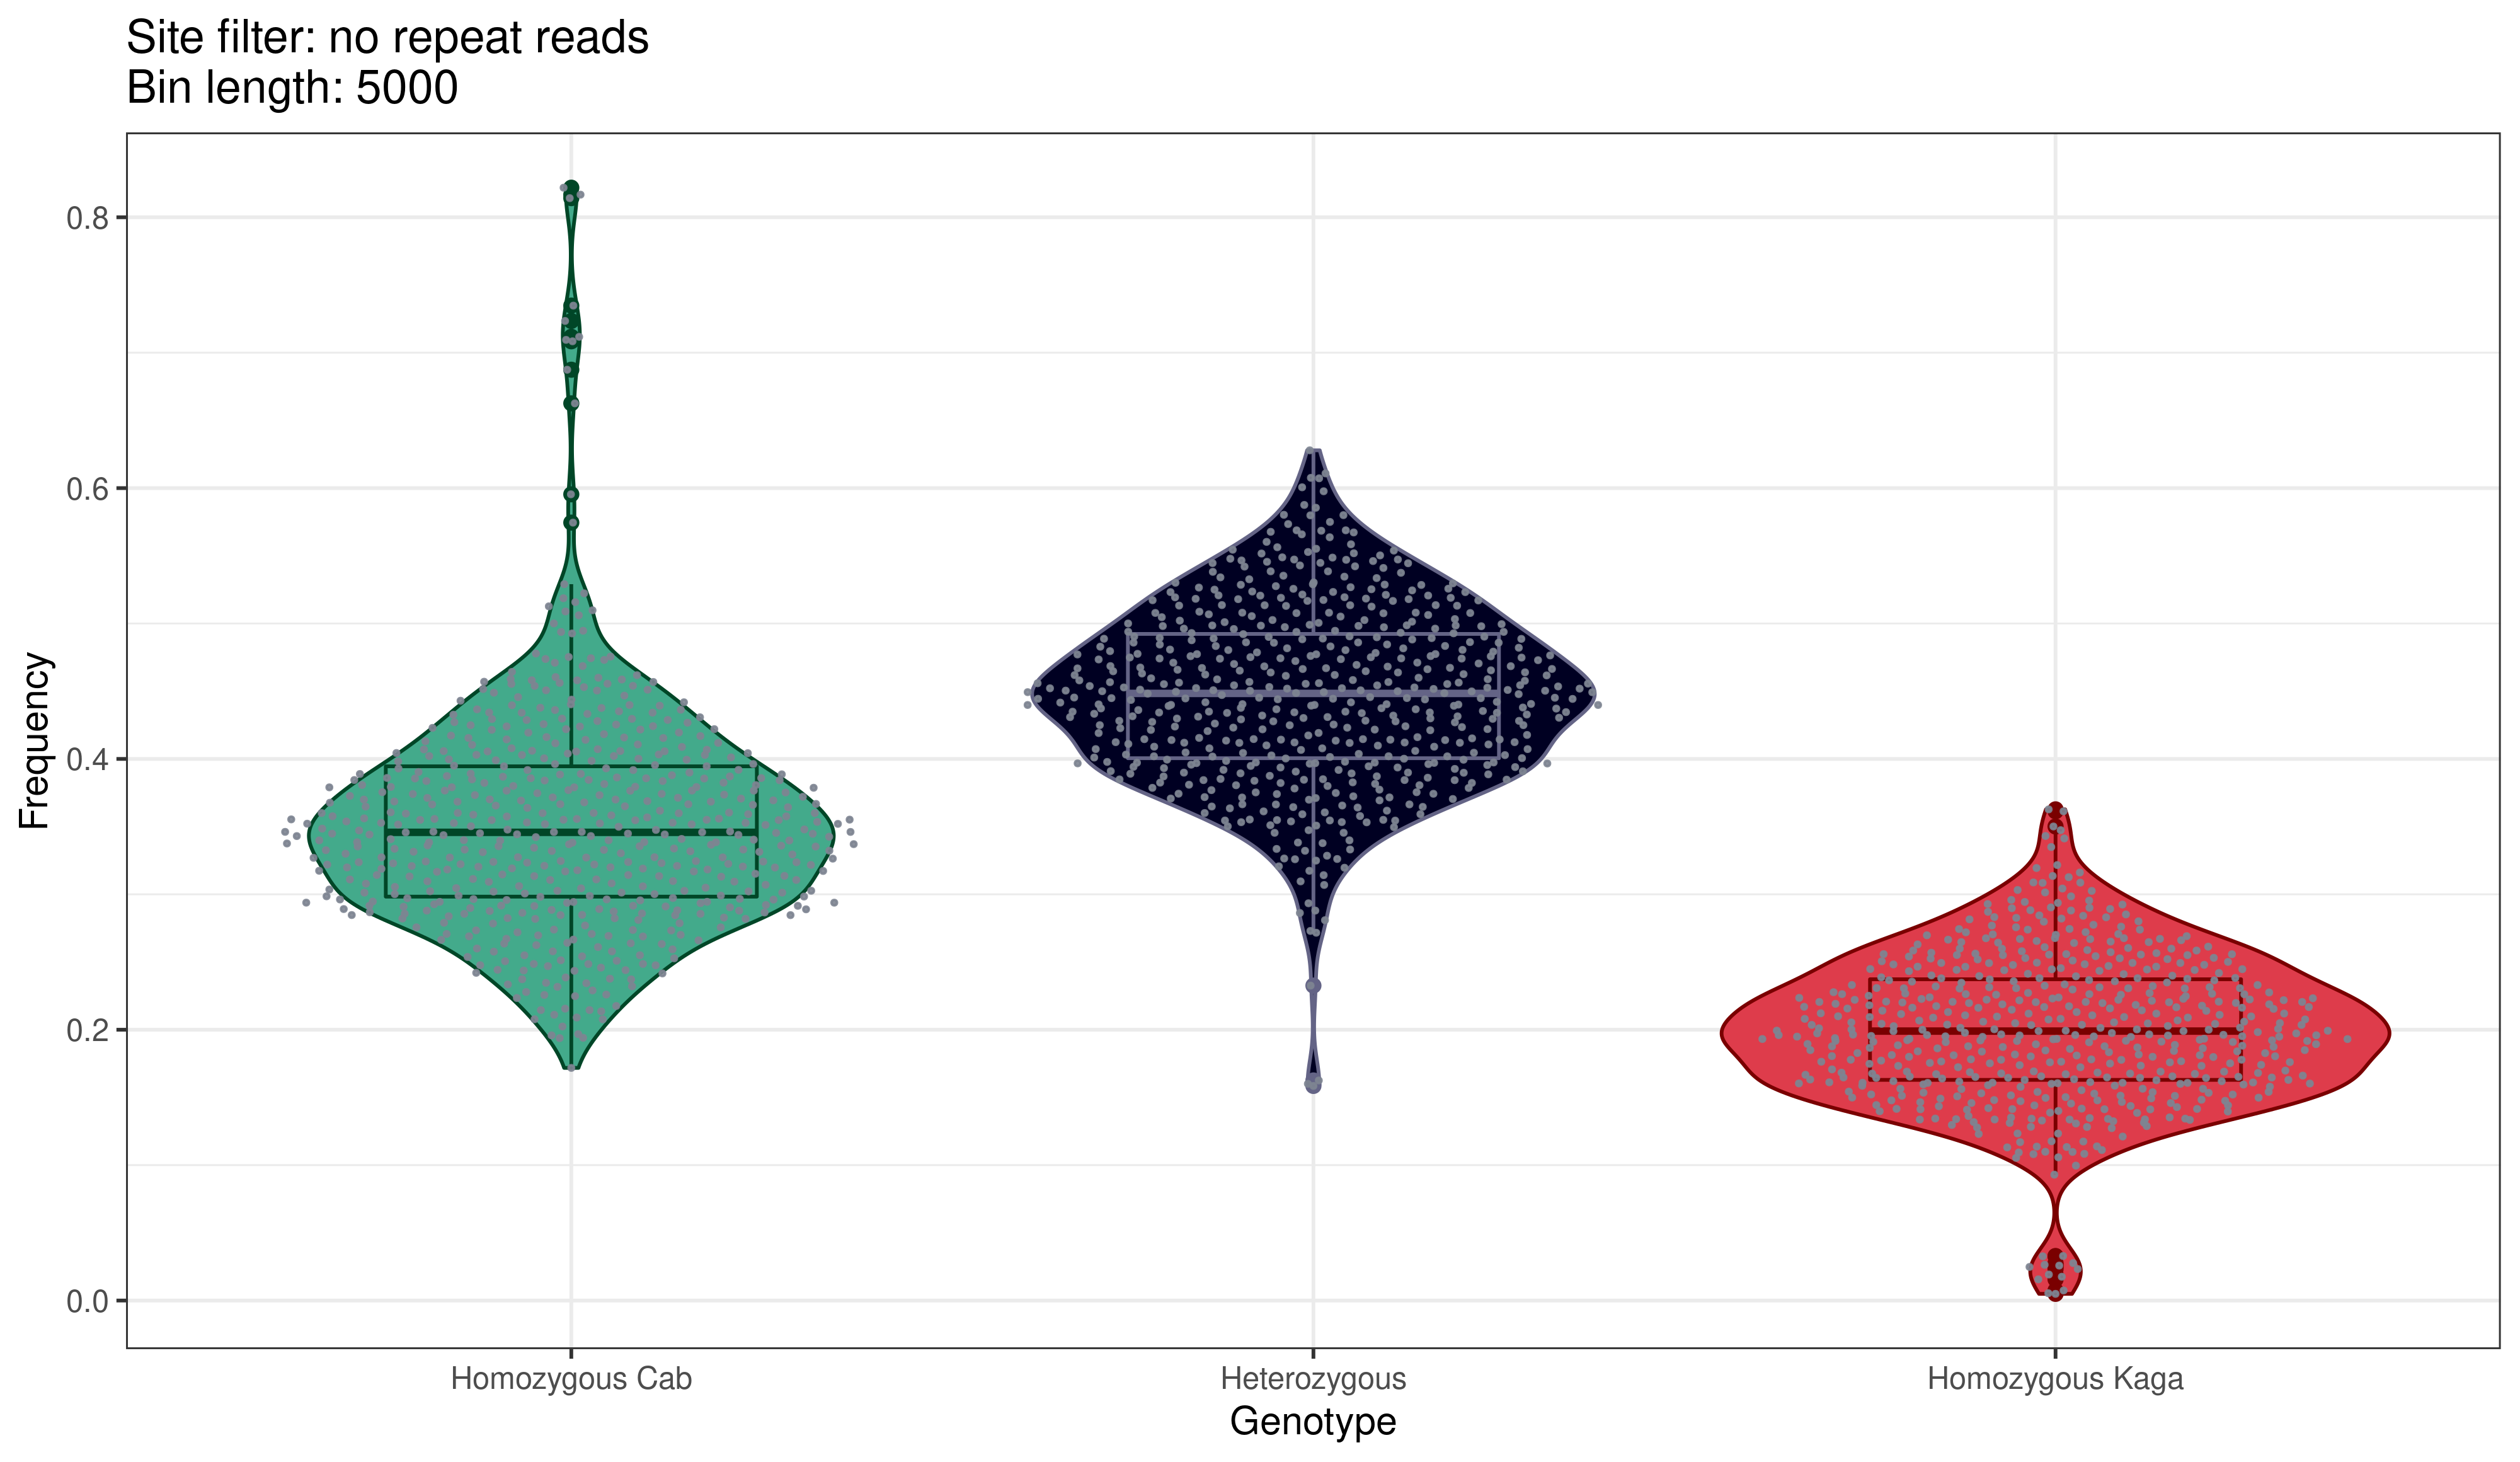 Site filter: no repeat reads
Bin length: 5000
0.8
0.6
0.4
0.2
0.0
Frequency
Homozygous Cab
Heterozygous
Homozygous Kaga
Genotype